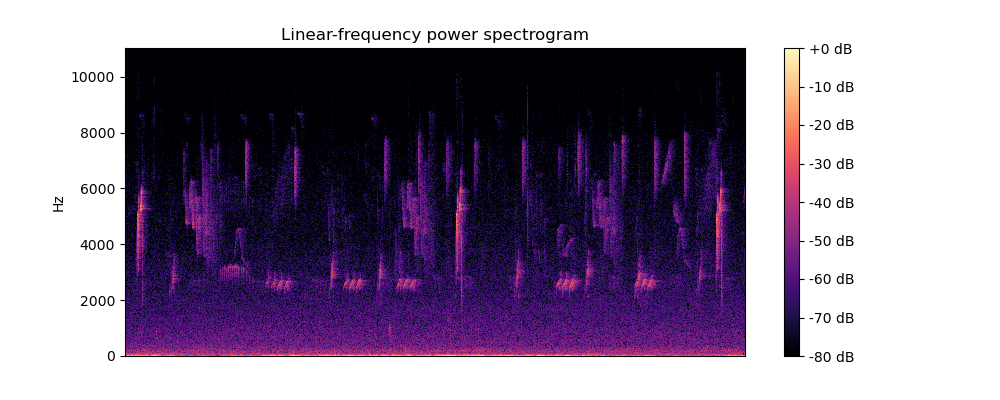 Linear-frequency power spectrogram
10000
8000
6000
4000
2000
0
Hz
+0 dB
-10 dB
-20 dB
-30 dB
-40 dB
-50 dB
-60 dB
-70 dB
-80 dB